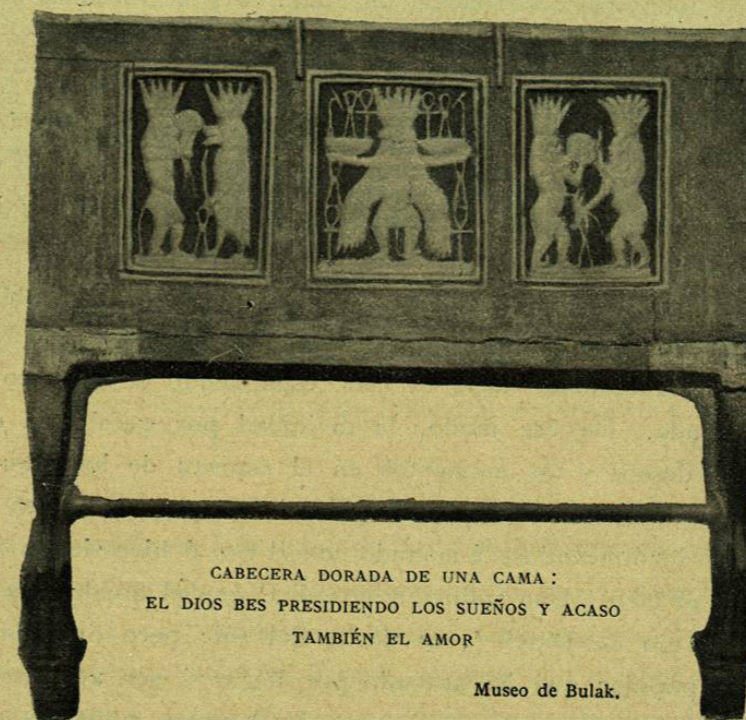 CABECERA DORADA DE UNA CAMA:
EL DIOS BES PRESIDIENDO LOS SUEÑOS Y ACASO
TAMBIÉN EL AMOR
Museo de Bulak.